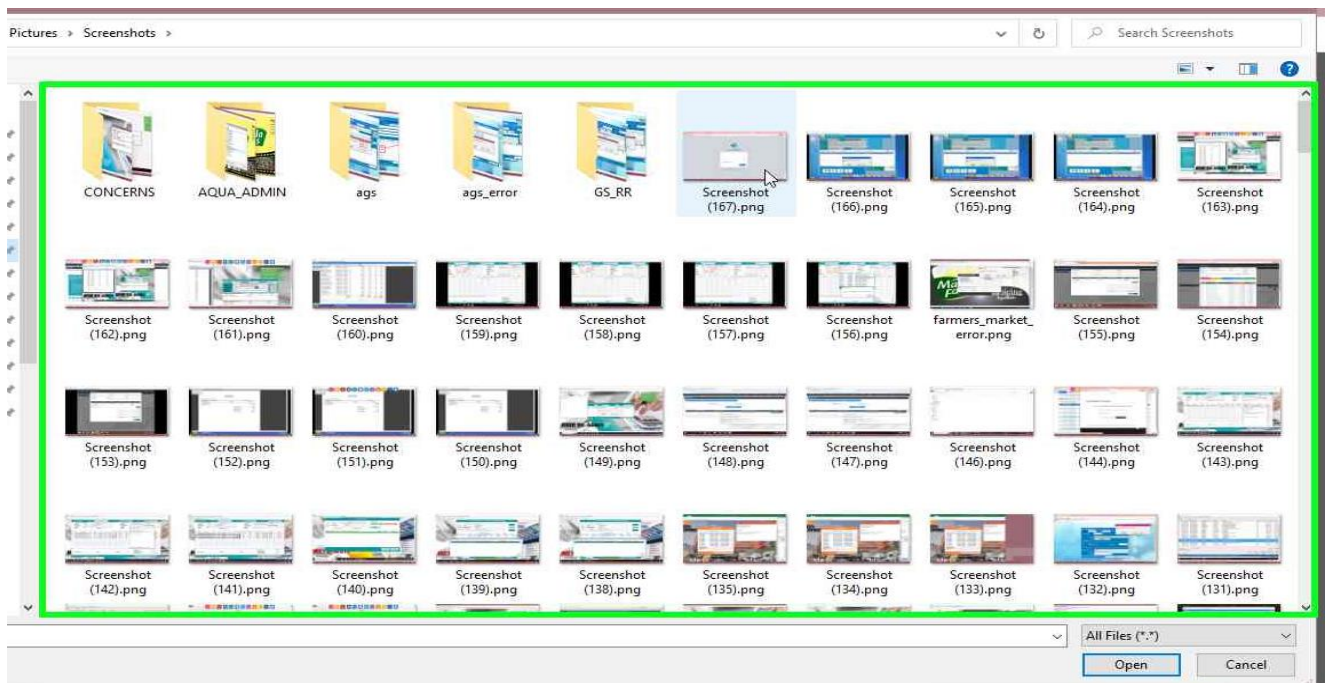 Pictures > Screenshots >
Search Screenshots
CONCERNS
AQUA_ADMIN
ags
ags_error
GS_RR
Screenshot
(167).png
Screenshot
(166).png
Screenshot
(165).png
Screenshot
(164).png
Screenshot
(163).png
Screenshot
(162).png
Screenshot
(161).png
Screenshot
(160).png
Screenshot
(159).png
Screenshot
(158).png
Screenshot
(157).png
Screenshot
(156).png
farmers_market_
error.png
Screenshot
(155).png
Screenshot
(154).png
Screenshot
(153).png
Screenshot
(152).png
Screenshot
(151).png
Screenshot
(150).png
Screenshot
(149).png
Screenshot
(148).png
Screenshot
(147).png
Screenshot
(146).png
Screenshot
(144).png
Screenshot
(143).png
Screenshot
(142).png
Screenshot
(141).png
Screenshot
(140).png
Screenshot
(139).png
Screenshot
(138).png
Screenshot
(135).png
Screenshot
(134).png
Screenshot
(133).png
Screenshot
(132).png
Screenshot
(131).png
All Files (*.*)
Open
Cancel